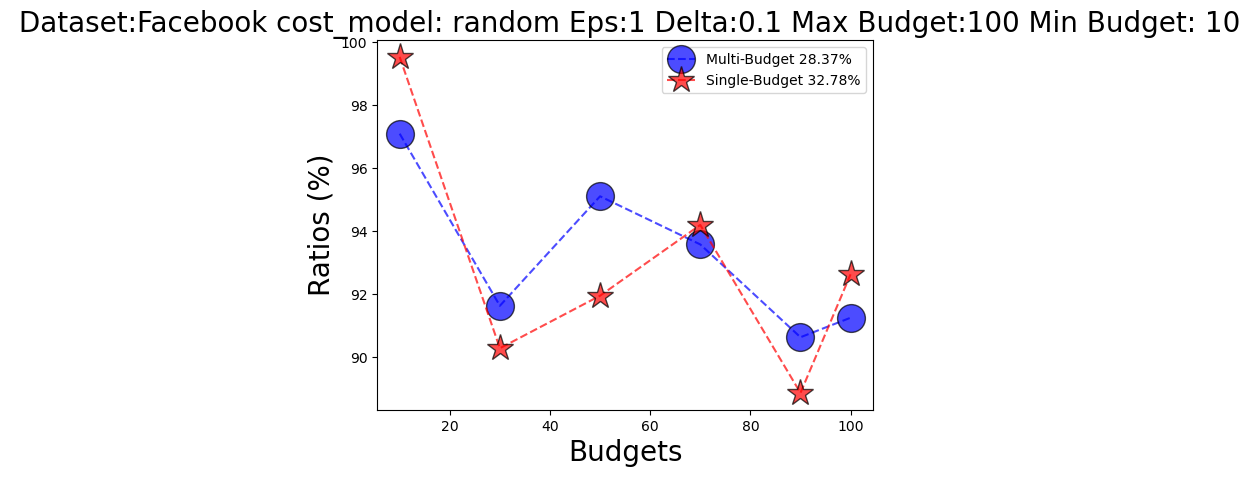 Dataset:Facebook cost_model: random Eps:1 Delta:0.1 Max Budget:100 Min Budget: 10
Multi-Budget 28.37%
Single-Budget 32.78%
Ratios (%)
100
98
96
94
92
90
20
40
60
80
100
Budgets